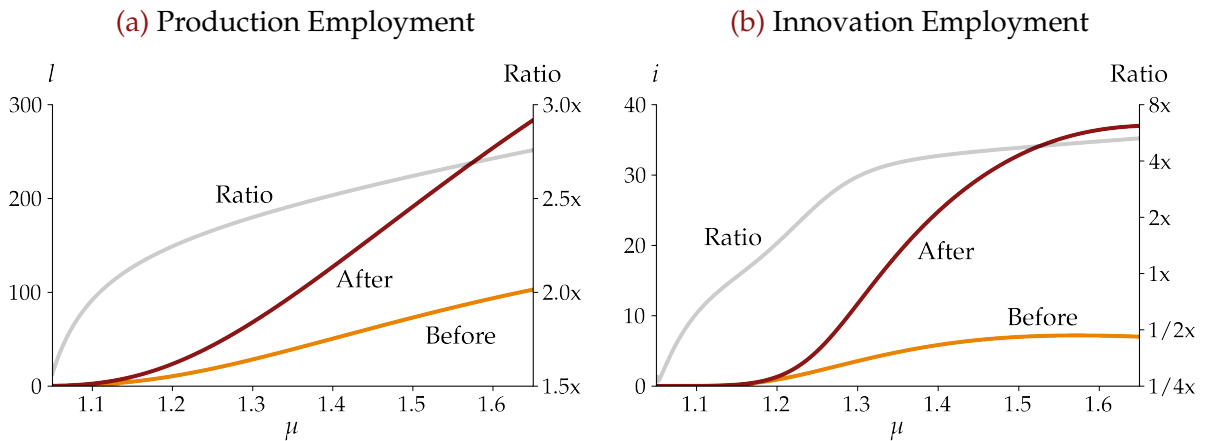 (a) Production Employment
l
Ratio
300
3.0x
200
2.5x
100
2.0x
0
1.5x
Ratio
After
Before
1.1
1.2
1.3
1.4
1.5
1.6
μ
(b) Innovation Employment
i
Ratio
40
8x
30
4x
20
2x
10
1x
0
1/2x
1/4x
Ratio
After
Before
1.1
1.2
1.3
1.4
1.5
1.6
μ